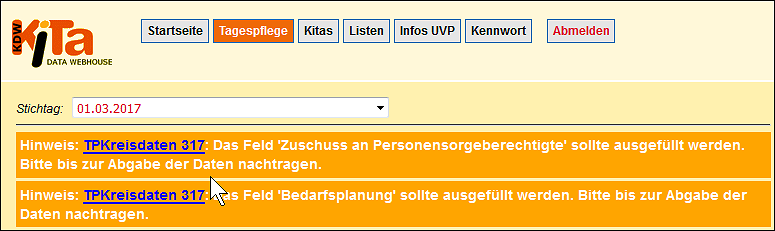 KDW KiTa
DATA WEBHOUSE
Startseite Tagespflege Kitas Listen Infos UVP Kennwort Abmelden
Stichtag: 01.03.2017
Hinweis: TPKreisdaten 317: Das Feld 'Zuschuss an Personensorgeberechtigte' sollte ausgefüllt werden.
Bitte bis zur Abgabe der Daten nachtragen.
Hinweis: TPKreisdaten 317: Das Feld 'Bedarfsplanung' sollte ausgefüllt werden. Bitte bis zur Abgabe der
Daten nachtragen.